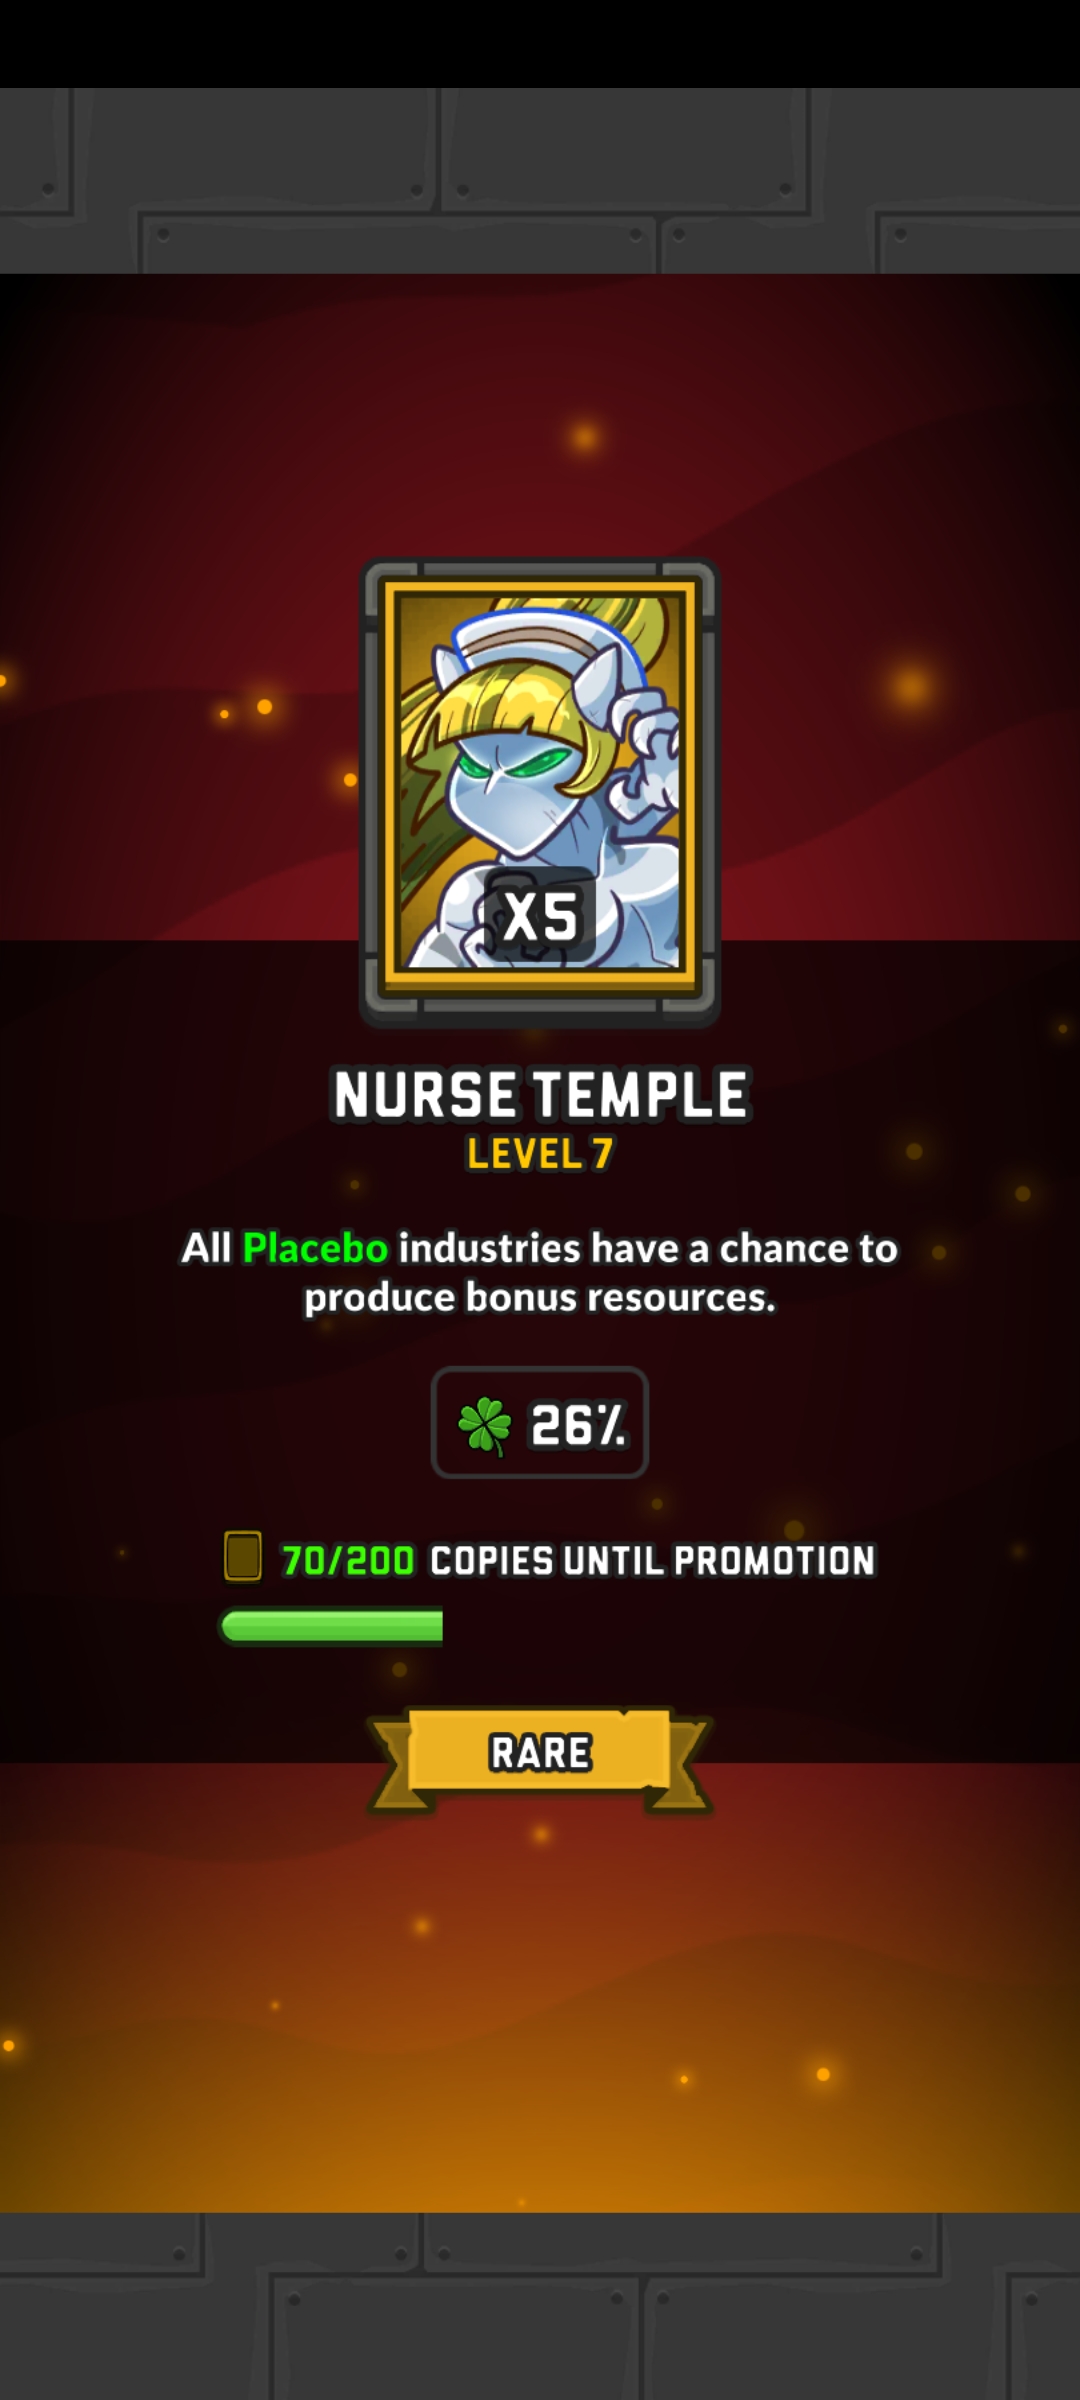 X5
NURSE TEMPLE
LEVEL 7
All Placebo industries have a chance to
produce bonus resources.
26%
70/200 COPIES UNTIL PROMOTION
RARE